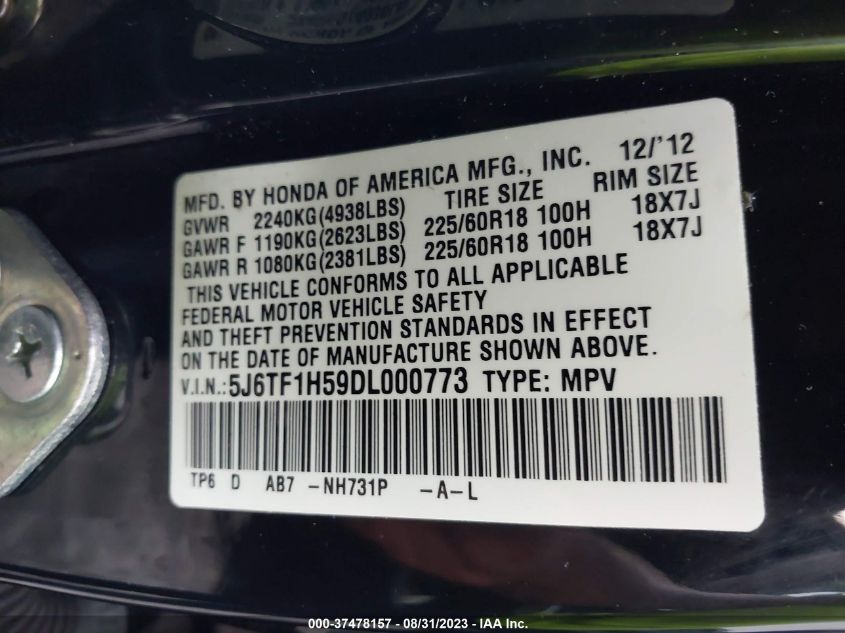 MFD. BY HONDA OF AMERICA MFG., INC. 12/'12
GVWR 2240KG(4938LBS) TIRE SIZE RIM SIZE
GAWR F 1190KG(2623LBS) 225/60R18 100H 18X7J
GAWR R 1080KG(2381LBS) 225/60R18 100H 18X7J
THIS VEHICLE CONFORMS TO ALL APPLICABLE
FEDERAL MOTOR VEHICLE SAFETY
AND THEFT PREVENTION STANDARDS IN EFFECT
ON THE DATE OF MANUFACTURE SHOWN ABOVE.
V.I.N.:5J6TF1H59DL000773 TYPE: MPV
TP6 D AB7 -NH731P -A-L
000-37478157 - 08/31/2023 - IAA Inc.